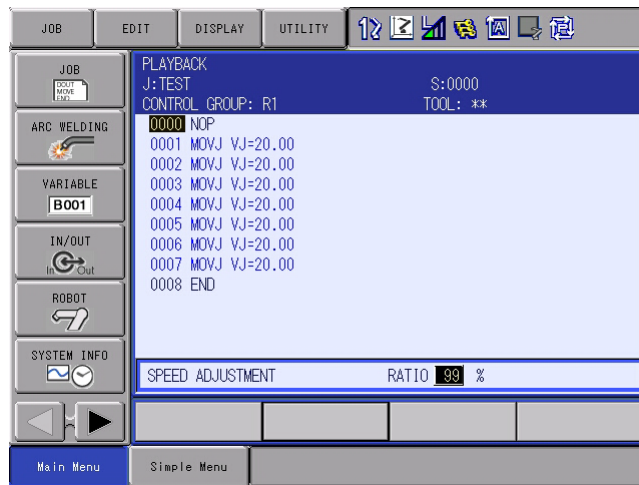 JOB EDIT DISPLAY UTILITY
JOB
DOUT
MOVE
END
ARC WELDING
VARIABLE
B001
IN/OUT
In Out
ROBOT
SYSTEM INFO
PLAYBACK
J:TEST S:0000
CONTROL GROUP: R1 TOOL: **
0000 NOP
0001 MOVJ VJ=20.00
0002 MOVJ VJ=20.00
0003 MOVJ VJ=20.00
0004 MOVJ VJ=20.00
0005 MOVJ VJ=20.00
0006 MOVJ VJ=20.00
0007 MOVJ VJ=20.00
0008 END
SPEED ADJUSTMENT RATIO 99 %
Main Menu Simple Menu